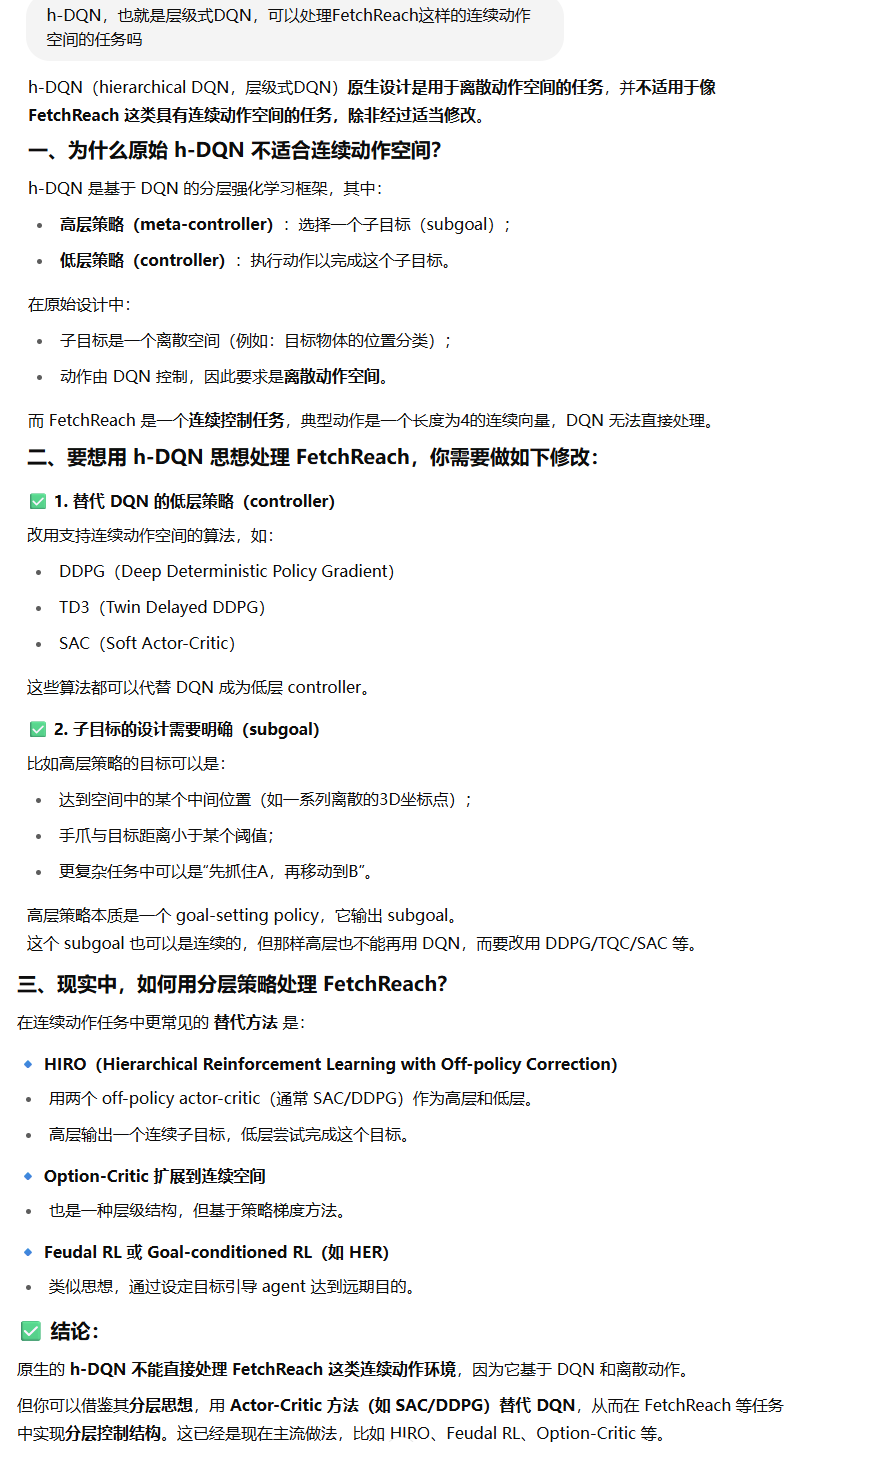 h-DQN，也就是层级式DQN，可以处理FetchReach这样的连续动作
空间的任务吗
h-DQN（hierarchical DQN，层级式DQN）原生设计是用于离散动作空间的任务，并不适用于像
FetchReach 这类具有连续动作空间的任务，除非经过适当修改。
一、为什么原始 h-DQN 不适合连续动作空间？
h-DQN 是基于 DQN 的分层强化学习框架，其中：
• 高层策略（meta-controller）：选择一个子目标（subgoal）；
• 低层策略（controller）：执行动作以完成这个子目标。
在原始设计中：
• 子目标是一个离散空间（例如：目标物体的位置分类）；
• 动作由 DQN 控制，因此要求是离散动作空间。
而 FetchReach 是一个连续控制任务，典型动作是一个长度为4的连续向量，DQN 无法直接处理。
二、要想用 h-DQN 思想处理 FetchReach，你需要做如下修改：
✅ 1. 替代 DQN 的低层策略（controller）
改用支持连续动作空间的算法，如：
• DDPG（Deep Deterministic Policy Gradient）
• TD3（Twin Delayed DDPG）
• SAC（Soft Actor-Critic）
这些算法都可以代替 DQN 成为低层 controller。
✅ 2. 子目标的设计需要明确（subgoal）
比如高层策略的目标可以是：
• 达到空间中的某个中间位置（如一系列离散的3D坐标点）；
• 手爪与目标距离小于某个阈值；
• 更复杂任务中可以是“先抓住A，再移动到B”。
高层策略本质是一个 goal-setting policy，它输出 subgoal。
这个 subgoal 也可以是连续的，但那样高层也不能再用 DQN，而要改用 DDPG/TQC/SAC 等。
三、现实中，如何用分层策略处理 FetchReach？
在连续动作任务中更常见的 替代方法 是：
🔹 HIRO（Hierarchical Reinforcement Learning with Off-policy Correction）
• 用两个 off-policy actor-critic（通常 SAC/DDPG）作为高层和低层。
• 高层输出一个连续子目标，低层尝试完成这个目标。
🔹 Option-Critic 扩展到连续空间
• 也是一种层级结构，但基于策略梯度方法。
🔹 Feudal RL 或 Goal-conditioned RL（如 HER）
• 类似思想，通过设定目标引导 agent 达到远期目的。
✅ 结论：
原生的 h-DQN 不能直接处理 FetchReach 这类连续动作环境，因为它基于 DQN 和离散动作。
但你可以借鉴其分层思想，用 Actor-Critic 方法（如 SAC/DDPG）替代 DQN，从而在 FetchReach 等任务
中实现分层控制结构。这已经是现在主流做法，比如 HIRO、Feudal RL、Option-Critic 等。